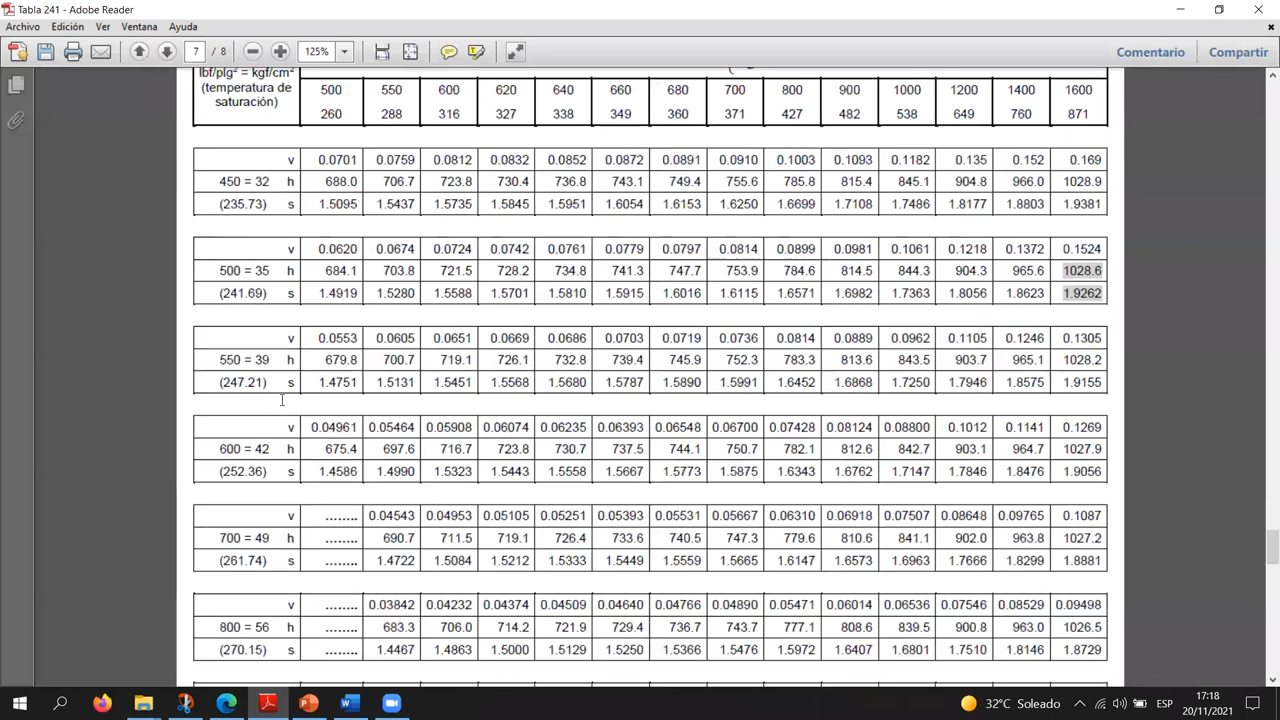 Tabla 241 - Adobe Reader
Archivo Edición Ver Ventana Ayuda
7 / 8 125% Comentario Compartir
lbf/plg² = kgf/cm² (temperatura de saturación)
500 550 600 620 640 660 680 700 800 900 1000 1200 1400 1600
260 288 316 327 338 349 360 371 427 482 538 649 760 871
v 0.0701 0.0759 0.0812 0.0832 0.0852 0.0872 0.0891 0.0910 0.1003 0.1093 0.1182 0.135 0.152 0.169
450 = 32 h 688.0 706.7 723.8 730.4 736.8 743.1 749.4 755.6 785.8 815.4 845.1 904.8 966.0 1028.9
(235.73) s 1.5095 1.5437 1.5735 1.5845 1.5951 1.6054 1.6153 1.6250 1.6699 1.7108 1.7486 1.8177 1.8803 1.9381
v 0.0620 0.0674 0.0724 0.0742 0.0761 0.0779 0.0797 0.0814 0.0899 0.0981 0.1061 0.1218 0.1372 0.1524
500 = 35 h 684.1 703.8 721.5 728.2 734.8 741.3 747.7 753.9 784.6 814.5 844.3 904.3 965.6 1028.6
(241.69) s 1.4919 1.5280 1.5588 1.5701 1.5810 1.5915 1.6016 1.6115 1.6571 1.6982 1.7363 1.8056 1.8623 1.9262
v 0.0553 0.0605 0.0651 0.0669 0.0686 0.0703 0.0719 0.0736 0.0814 0.0889 0.0962 0.1105 0.1246 0.1305
550 = 39 h 679.8 700.7 719.1 726.1 732.8 739.4 745.9 752.3 783.3 813.6 843.5 903.7 965.1 1028.2
(247.21) s 1.4751 1.5131 1.5451 1.5568 1.5680 1.5787 1.5890 1.5991 1.6452 1.6868 1.7250 1.7946 1.8575 1.9155
v 0.04961 0.05464 0.05908 0.06074 0.06235 0.06393 0.06548 0.06700 0.07428 0.08124 0.08800 0.1012 0.1141 0.1269
600 = 42 h 675.4 697.6 716.7 723.8 730.7 737.5 744.1 750.7 782.1 812.6 842.7 903.1 964.7 1027.9
(252.36) s 1.4586 1.4990 1.5323 1.5443 1.5558 1.5667 1.5773 1.5875 1.6343 1.6762 1.7147 1.7846 1.8476 1.9056
v ........ 0.04543 0.04953 0.05105 0.05251 0.05393 0.05531 0.05667 0.06310 0.06918 0.07507 0.08648 0.09765 0.1087
700 = 49 h ........ 690.7 711.5 719.1 726.4 733.6 740.5 747.3 779.6 810.6 841.1 902.0 963.8 1027.2
(261.74) s ........ 1.4722 1.5084 1.5212 1.5333 1.5449 1.5559 1.5665 1.6147 1.6573 1.6963 1.7666 1.8299 1.8881
v ........ 0.03842 0.04232 0.04374 0.04509 0.04640 0.04766 0.04890 0.05471 0.06014 0.06536 0.07546 0.08529 0.09498
800 = 56 h ........ 683.3 706.0 714.2 721.9 729.4 736.7 743.7 777.1 808.6 839.5 900.8 963.0 1026.5
(270.15) s ........ 1.4467 1.4863 1.5000 1.5129 1.5250 1.5366 1.5476 1.5972 1.6407 1.6801 1.7510 1.8146 1.8729
32°C Soleado ESP 17:18
20/11/2021